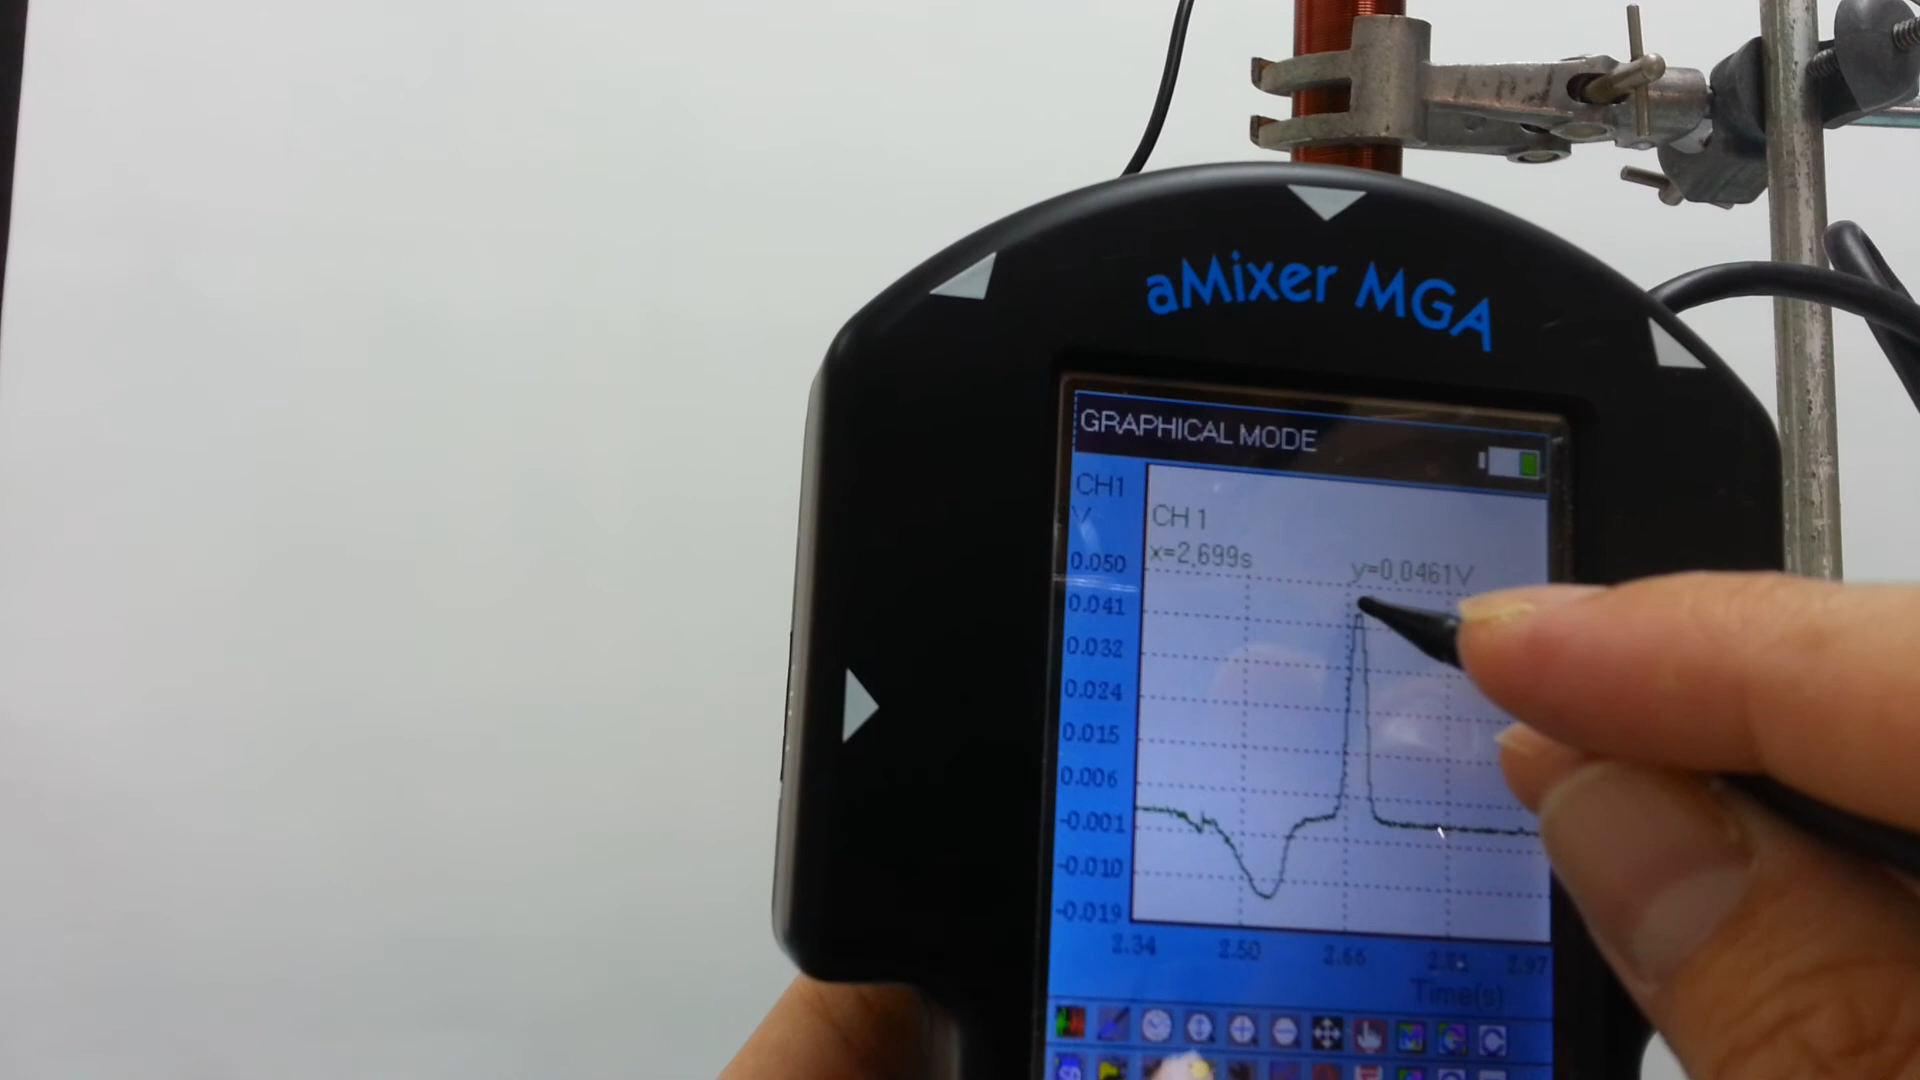 aMixer MGA
GRAPHICAL MODE
CH1
V
CH 1
x=2,699s
y=0,0461V
0.050
0.041
0.032
0.024
0.015
0.006
-0.001
-0.010
-0.019
2.34 2.50 2.66 2.81 2.97
Time(s)